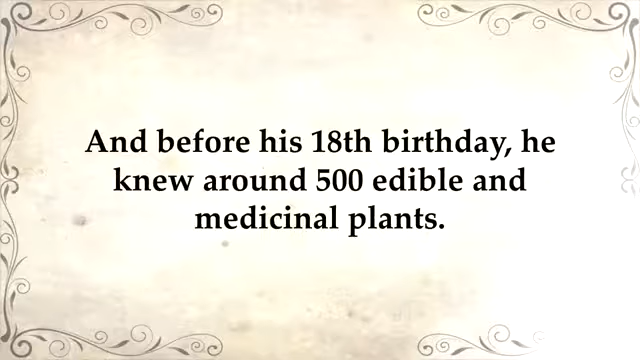 And before his 18th birthday, he
knew around 500 edible and
medicinal plants.